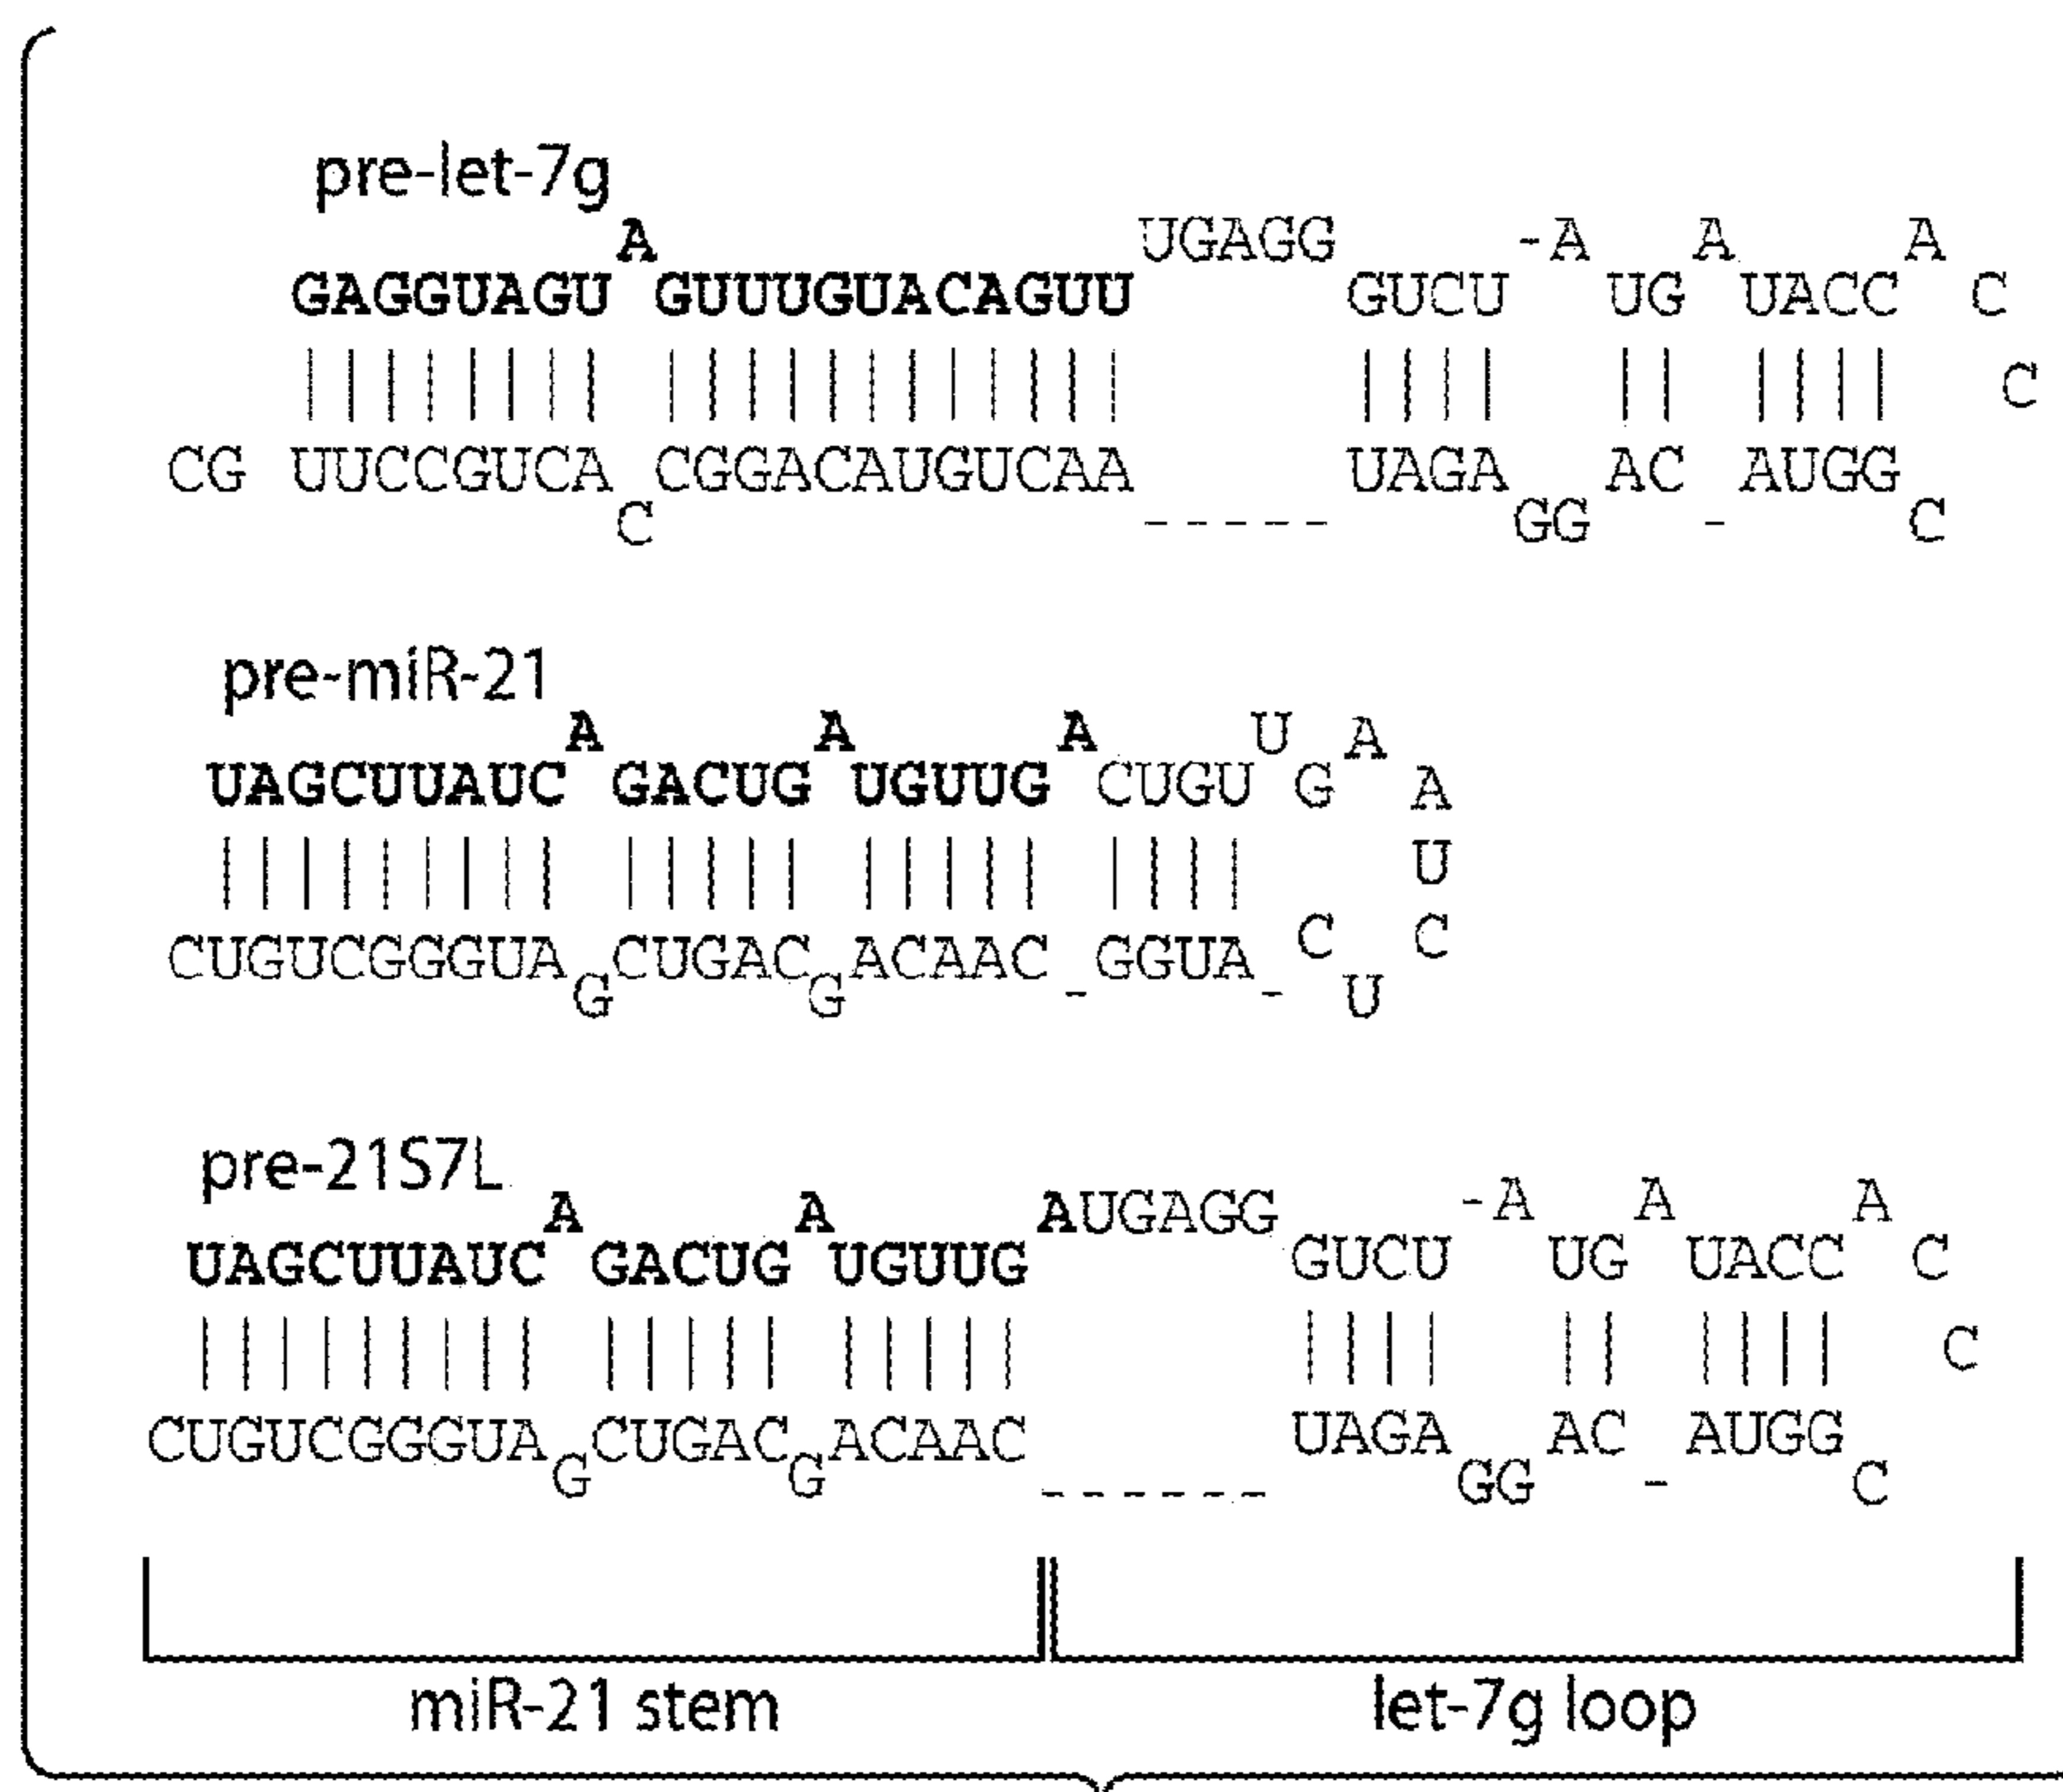 pre-let-7g
A UGAGG -A A A
GAGGUAGU GUUUGUACAGUU GUCU UG UACC C
C
CG UUCCGUCA CGGACAUGUCAA UAGA AC AUGG
C ----- GG - C
pre-miR-21
A A A U A
UAGCUUAUC GACUG UGUUG CUGU G A
U
C C
CUGUCGGGUA CUGAC ACAAC GGUA
G G - - U
pre-21S7L
A A AUGAGG -A A A
UAGCUUAUC GACUG UGUUG GUCU UG UACC C
C
CUGUCGGGUA CUGAC ACAAC UAGA AC AUGG
G G ------ GG - C
miR-21 stem let-7g loop